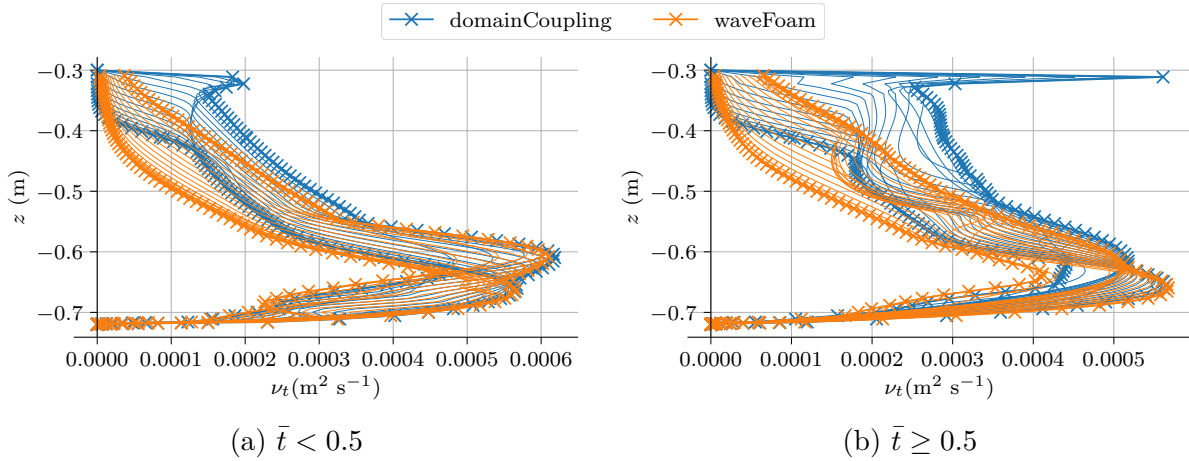 domainCoupling waveFoam
−0.3 −0.3
−0.4 −0.4
−0.5 −0.5
−0.6 −0.6
−0.7 −0.7
z (m) z (m)
0.0000 0.0001 0.0002 0.0003 0.0004 0.0005 0.0006 0.0000 0.0001 0.0002 0.0003 0.0004 0.0005
νₜ(m² s⁻¹) νₜ(m² s⁻¹)
(a) t̄ < 0.5 (b) t̄ ≥ 0.5